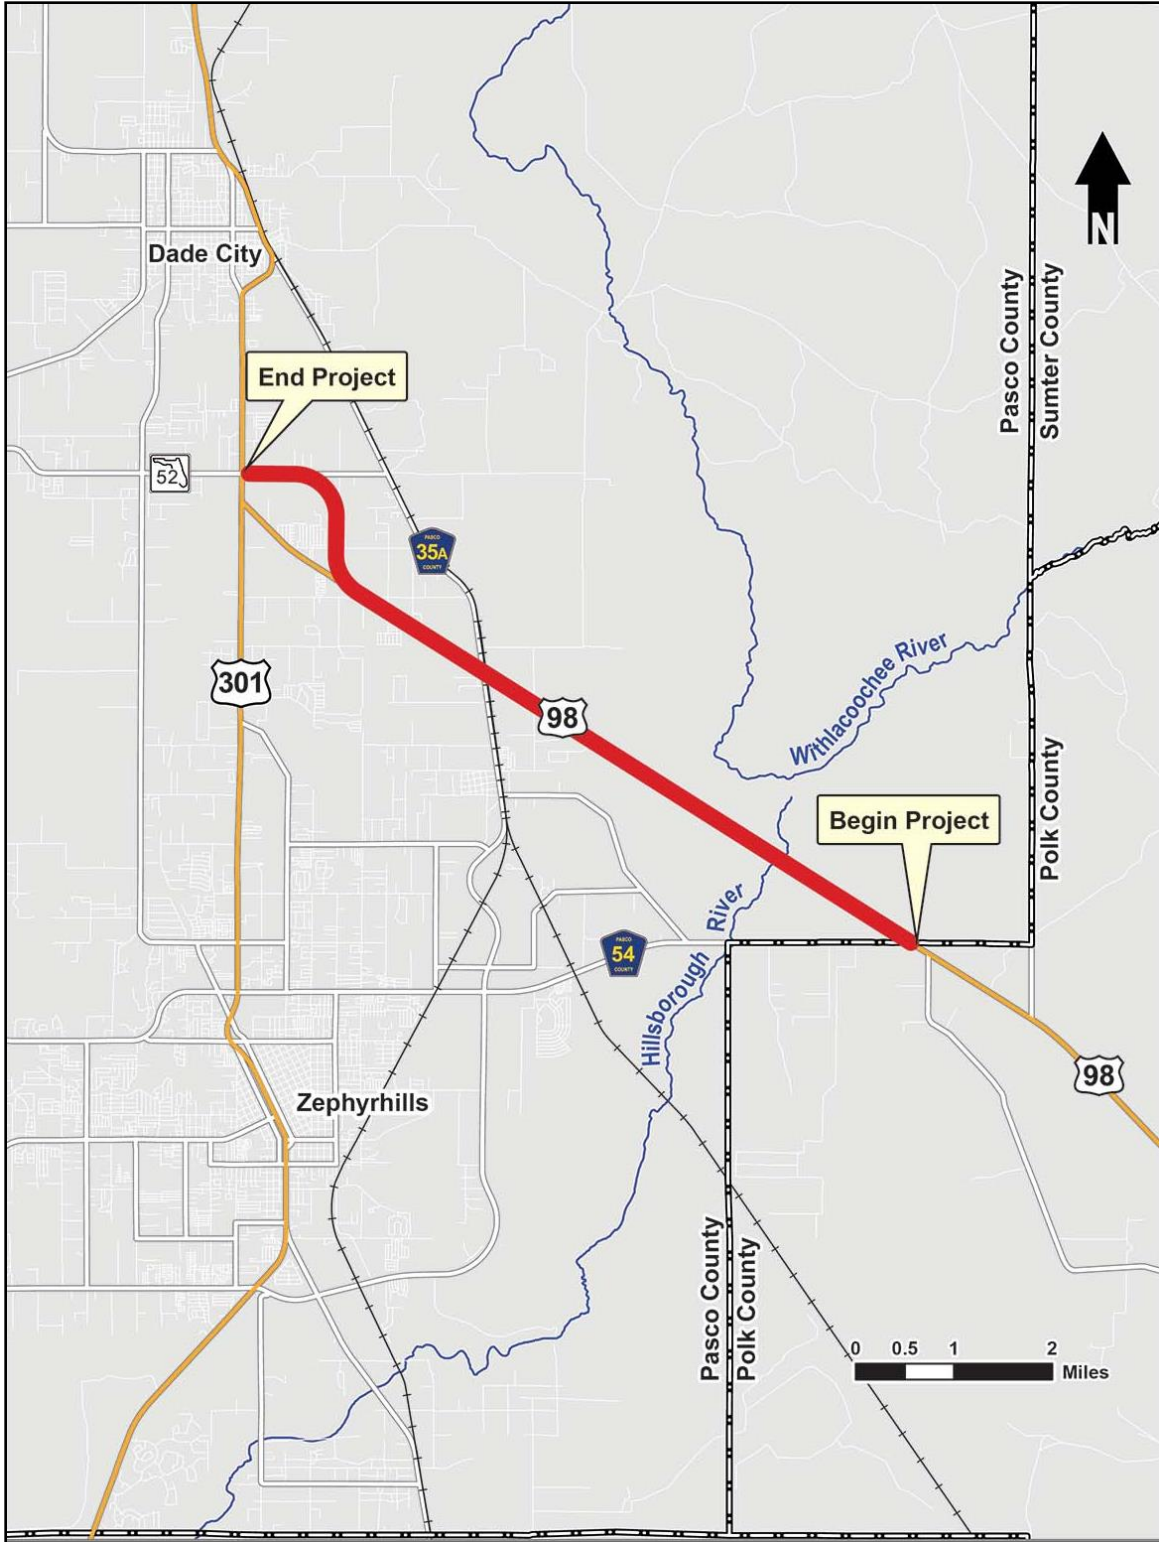 N
Dade City
Pasco County
Sumter County
End Project
52
PASCO
35A
COUNTY
301
98
Withlacoochee River
Polk County
Begin Project
Hillsborough River
PASCO
54
COUNTY
98
Zephyrhills
Pasco County
Polk County
0 0.5 1 2
Miles